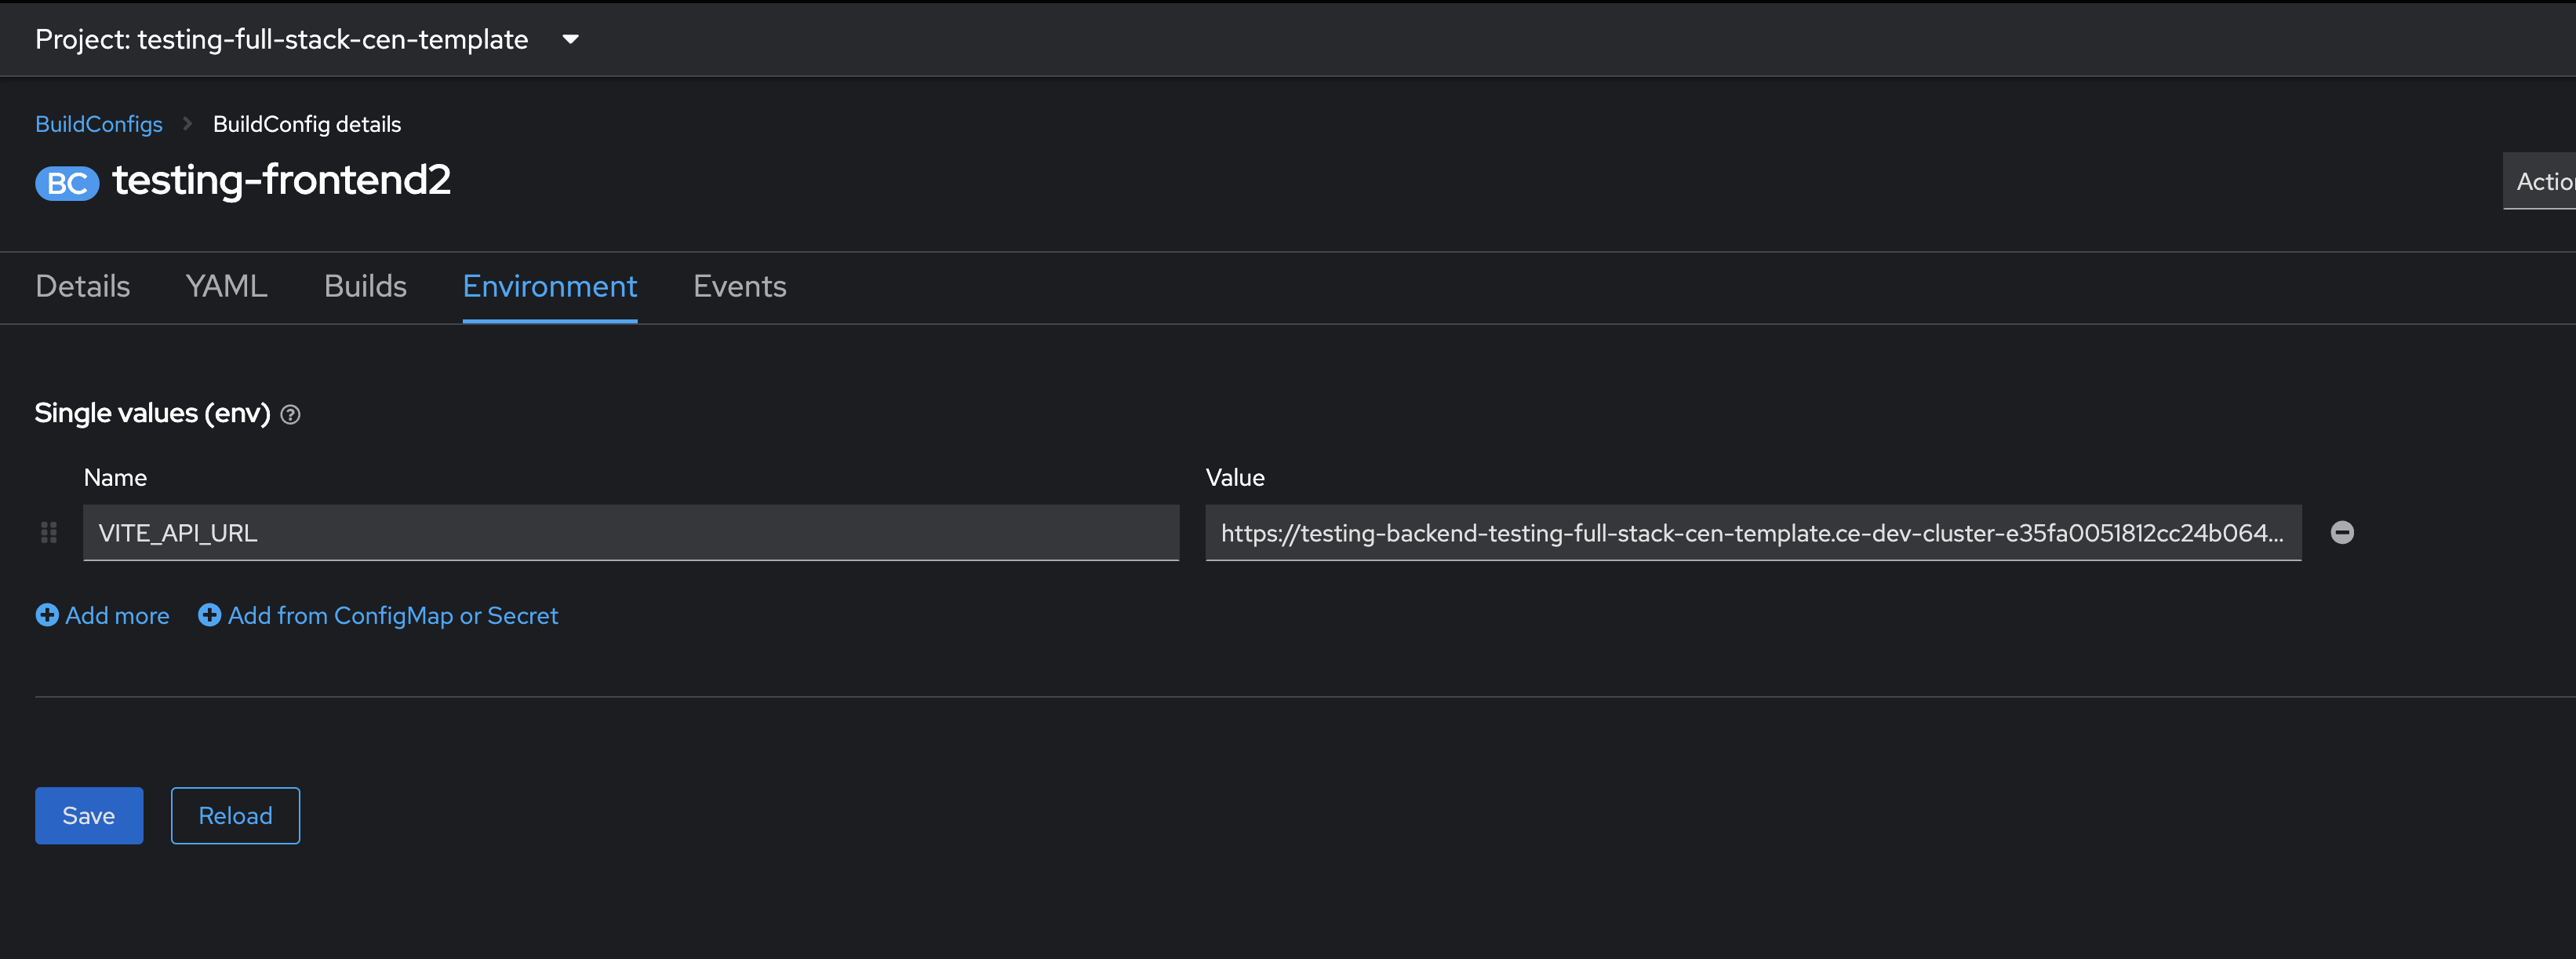 Project: testing-full-stack-cen-template
BuildConfigs BuildConfig details
BC testing-frontend2
Actio
Details YAML Builds Environment Events
Single values (env)
Name Value
VITE_API_URL https://testing-backend-testing-full-stack-cen-template.ce-dev-cluster-e35fa0051812cc24b064...
Add more Add from ConfigMap or Secret
Save Reload